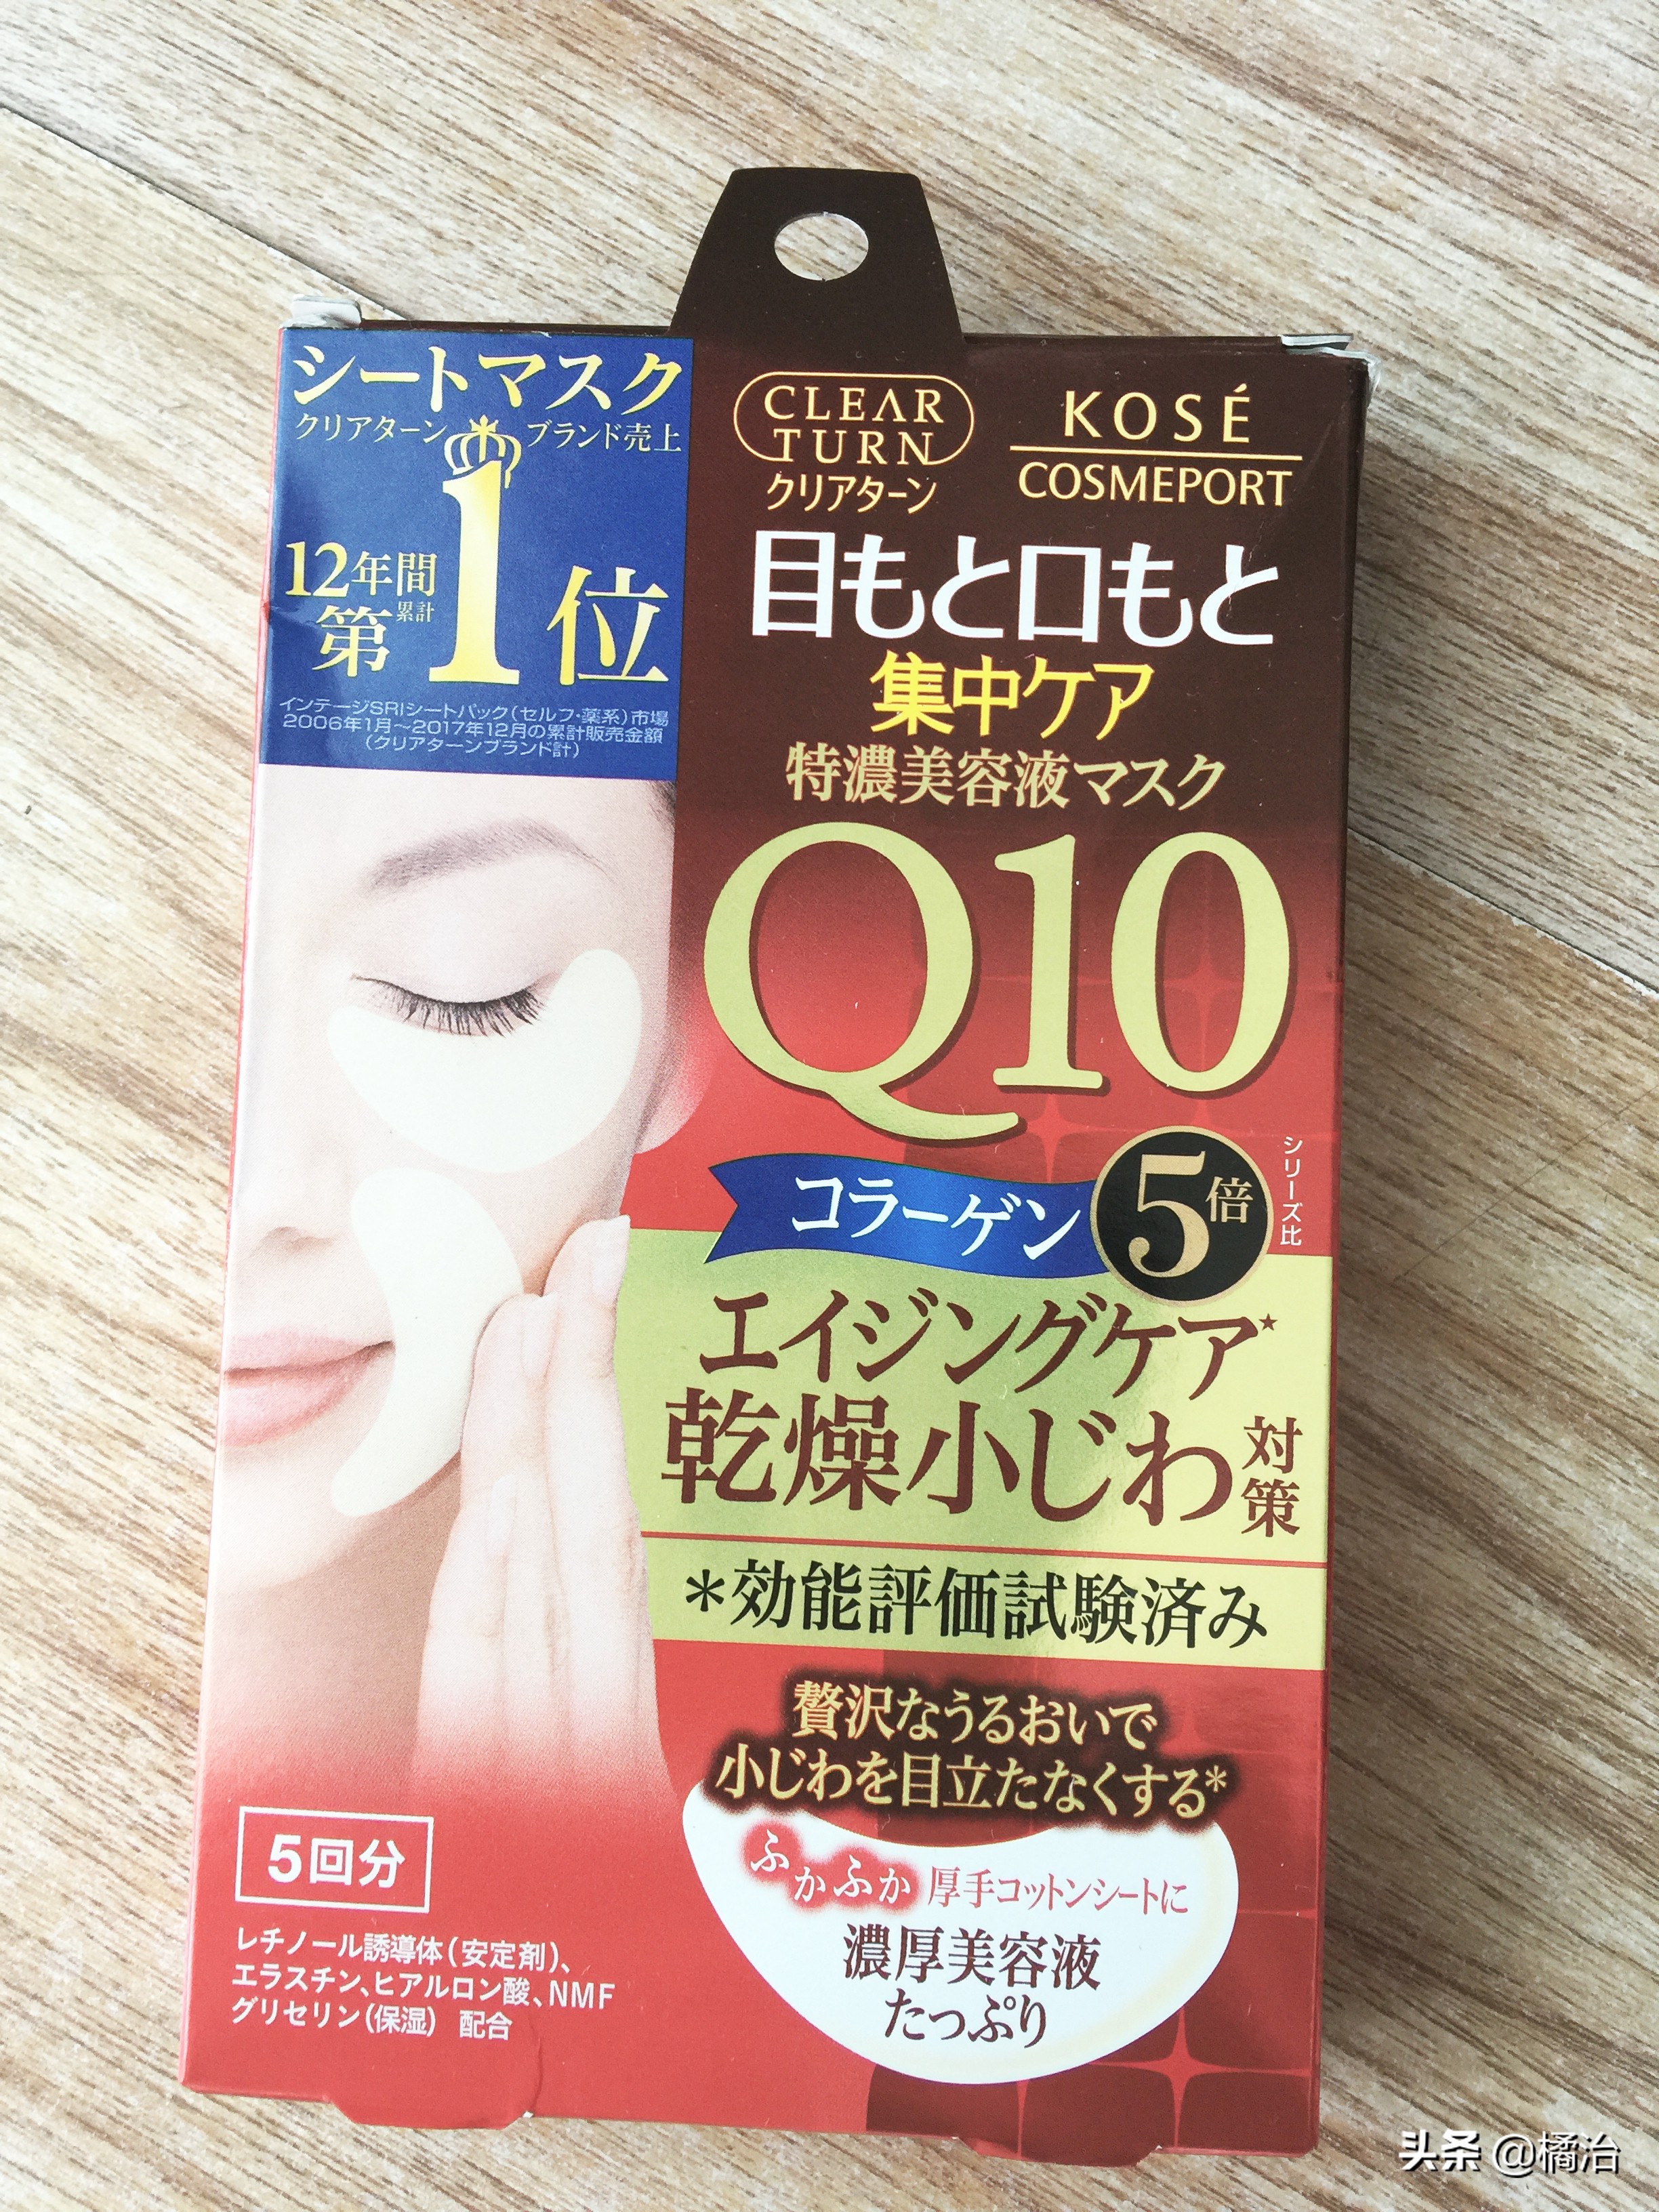 シートマスク
クリアターン ブランド売上
12年間
累計
第1位
インテージSRIシートパック(セルフ・薬系)市場
2006年1月〜2017年12月の累計販売金額
(クリアターンブランド計)
CLEAR
TURN
クリアターン
KOSÉ
COSMEPORT
目もと口もと
集中ケア
特濃美容液マスク
Q10
コラーゲン 5倍
シリーズ比
エイジングケア★
乾燥小じわ対策
*効能評価試験済み
贅沢なうるおいで
小じわを目立たなくする*
ふかふか 厚手コットンシートに
濃厚美容液
たっぷり
5回分
レチノール誘導体(安定剤)、
エラスチン、ヒアルロン酸、NMF
グリセリン(保湿) 配合
头条 @橘治